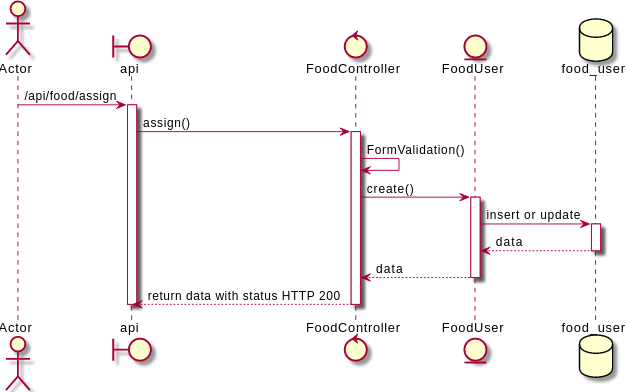 Actor api FoodController FoodUser food_user
/api/food/assign
assign()
FormValidation()
create()
insert or update
data
data
return data with status HTTP 200
Actor api FoodController FoodUser food_user